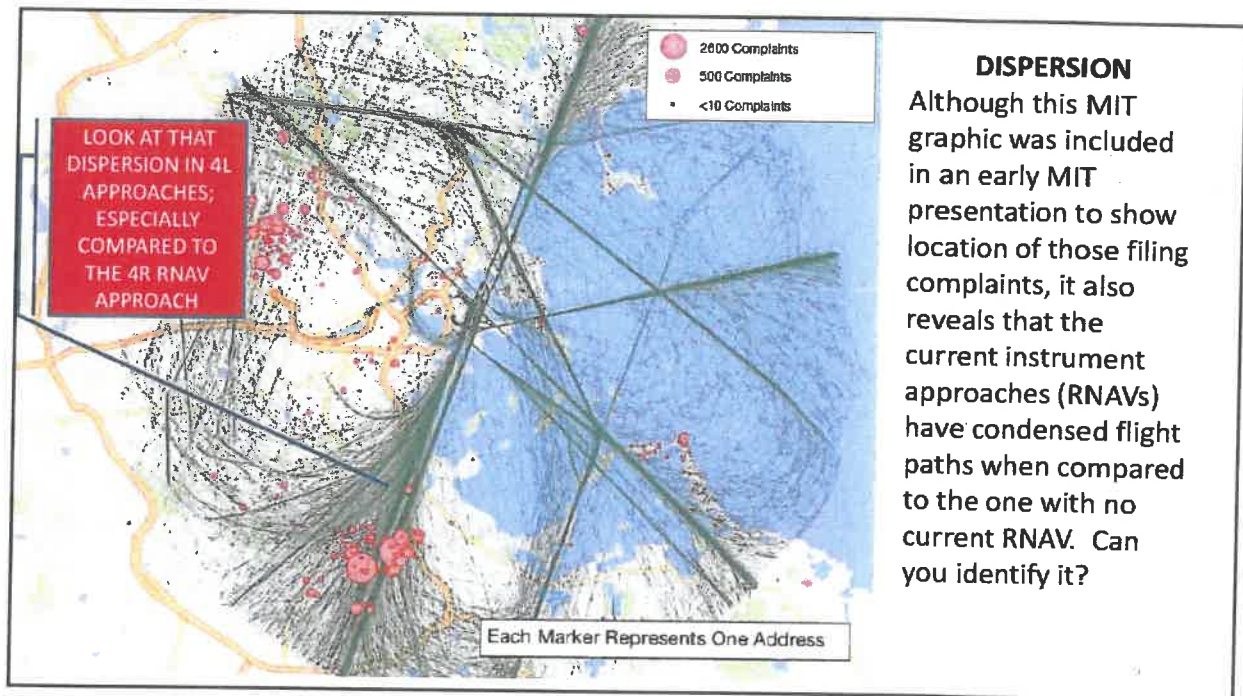 2600 Complaints
500 Complaints
<10 Complaints
LOOK AT THAT
DISPERSION IN 4L
APPROACHES;
ESPECIALLY
COMPARED TO
THE 4R RNAV
APPROACH
Each Marker Represents One Address
DISPERSION
Although this MIT
graphic was included
in an early MIT
presentation to show
location of those filing
complaints, it also
reveals that the
current instrument
approaches (RNAVs)
have condensed flight
paths when compared
to the one with no
current RNAV. Can
you identify it?